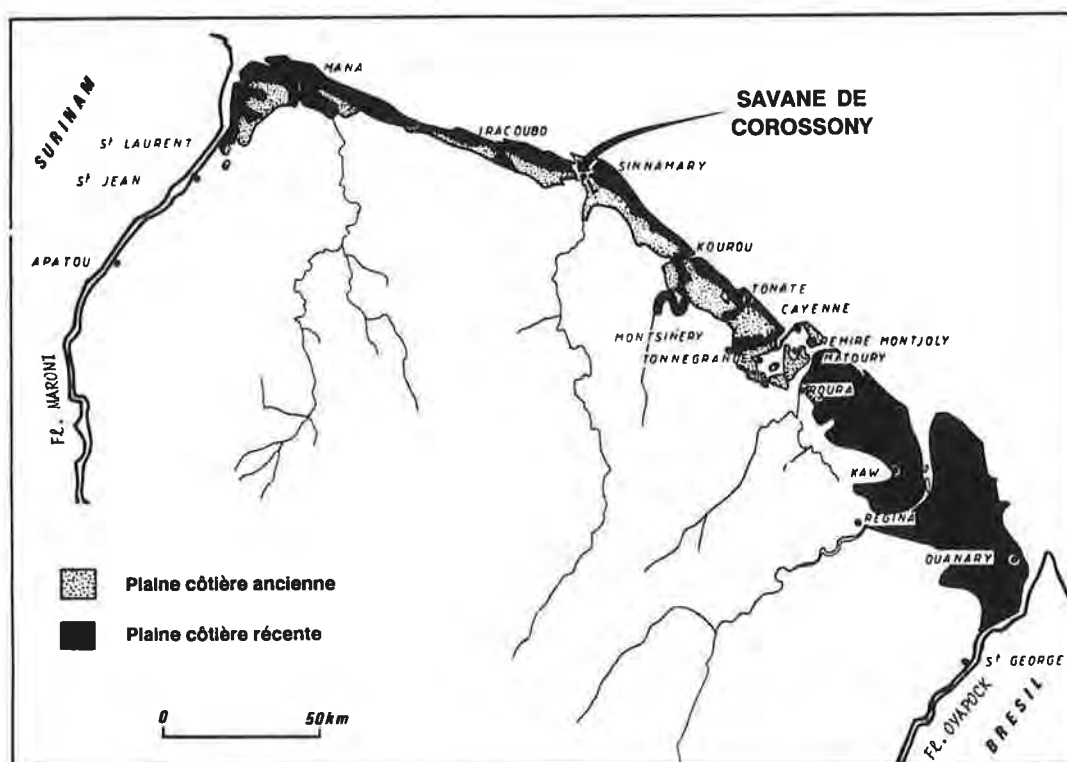 SURINAM
MANA
SAVANE DE
COROSSONY
IRACOUBO
St LAURENT
SINNAMARY
St JEAN
KOUROU
APATOU
TONATE
CAYENNE
MONTSINERY
REMIRE MONTJOLY
TONNEGRANDE
MATOURY
ROURA
Fl. MARONI
KAW
REGINA
OUANARY
Plaine côtière ancienne
Plaine côtière récente
St GEORGE
0 50km
Fl. OYAPOCK
BRESIL